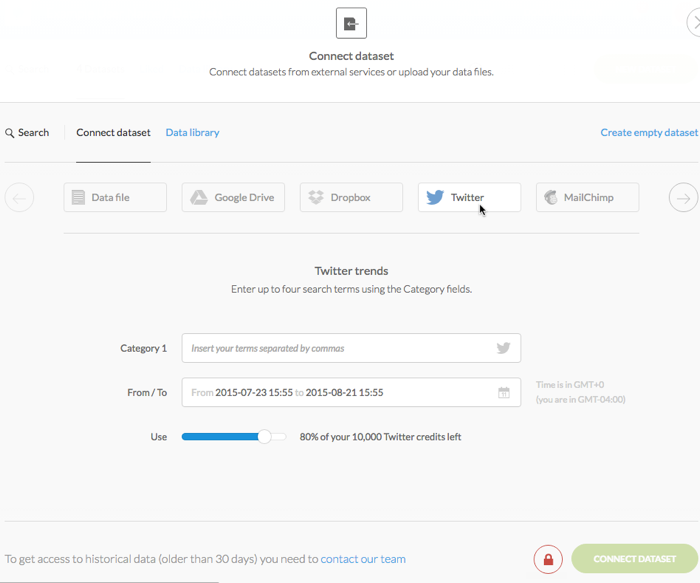 Connect dataset
Connect datasets from external services or upload your data files.
Search
Connect dataset
Data library
Create empty dataset
Data file
Google Drive
Dropbox
Twitter
MailChimp
Twitter trends
Enter up to four search terms using the Category fields.
Category 1
Insert your terms separated by commas
From / To
From 2015-07-23 15:55 to 2015-08-21 15:55
Time is in GMT+0
(you are in GMT-04:00)
Use
80% of your 10,000 Twitter credits left
To get access to historical data (older than 30 days) you need to contact our team
CONNECT DATASET